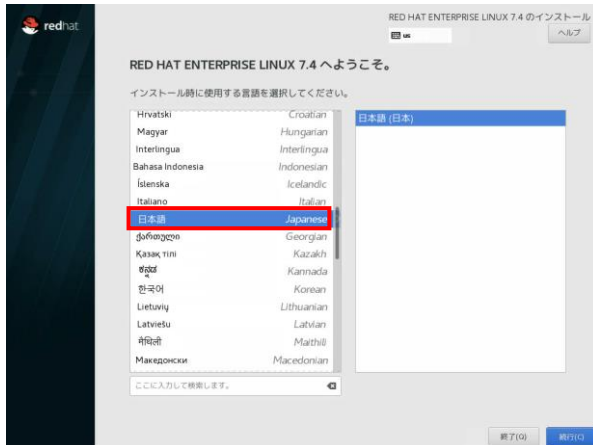 redhat
RED HAT ENTERPRISE LINUX 7.4 のインストール
us
ヘルプ
RED HAT ENTERPRISE LINUX 7.4 へようこそ。
インストール時に使用する言語を選択してください。
Hrvatski Croatian
Magyar Hungarian
Interlingua Interlingua
Bahasa Indonesia Indonesian
Íslenska Icelandic
Italiano Italian
日本語 Japanese
ქართული Georgian
Қазақ тілі Kazakh
ಕನ್ನಡ Kannada
한국어 Korean
Lietuvių Lithuanian
Latviešu Latvian
मैथिली Maithili
Македонски Macedonian
日本語 (日本)
ここに入力して検索します。
終了(Q)
続行(C)